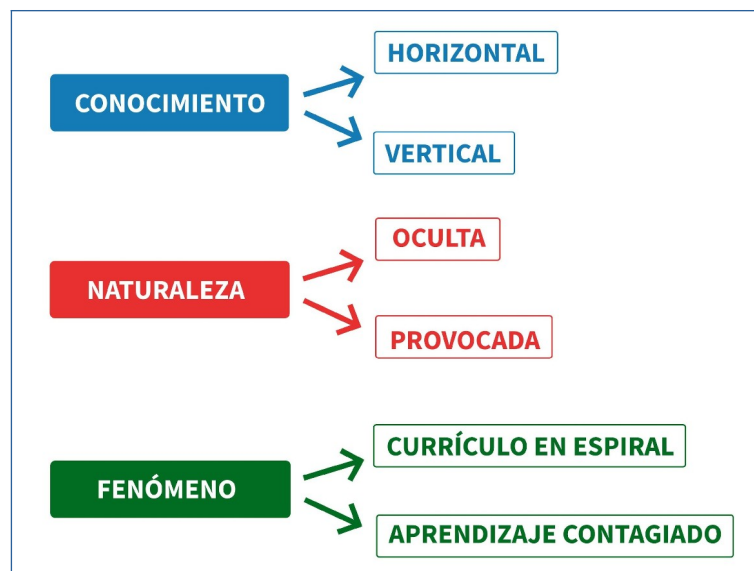 CONOCIMIENTO
HORIZONTAL
VERTICAL
NATURALEZA
OCULTA
PROVOCADA
FENÓMENO
CURRÍCULO EN ESPIRAL
APRENDIZAJE CONTAGIADO